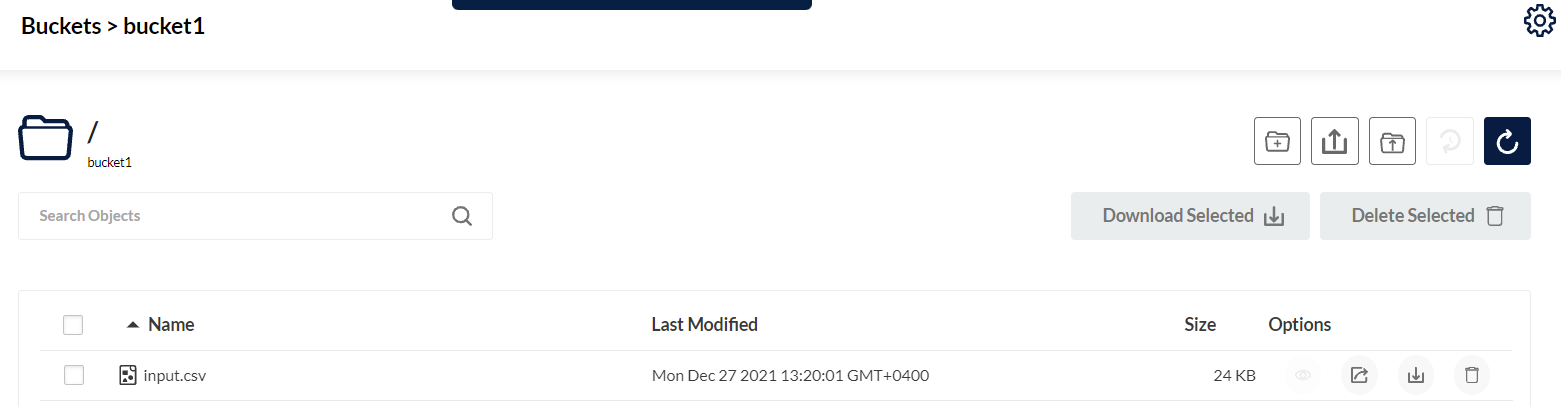 Buckets > bucket1
/
bucket1
Search Objects
Download Selected
Delete Selected
Name Last Modified Size Options
input.csv Mon Dec 27 2021 13:20:01 GMT+0400 24 KB